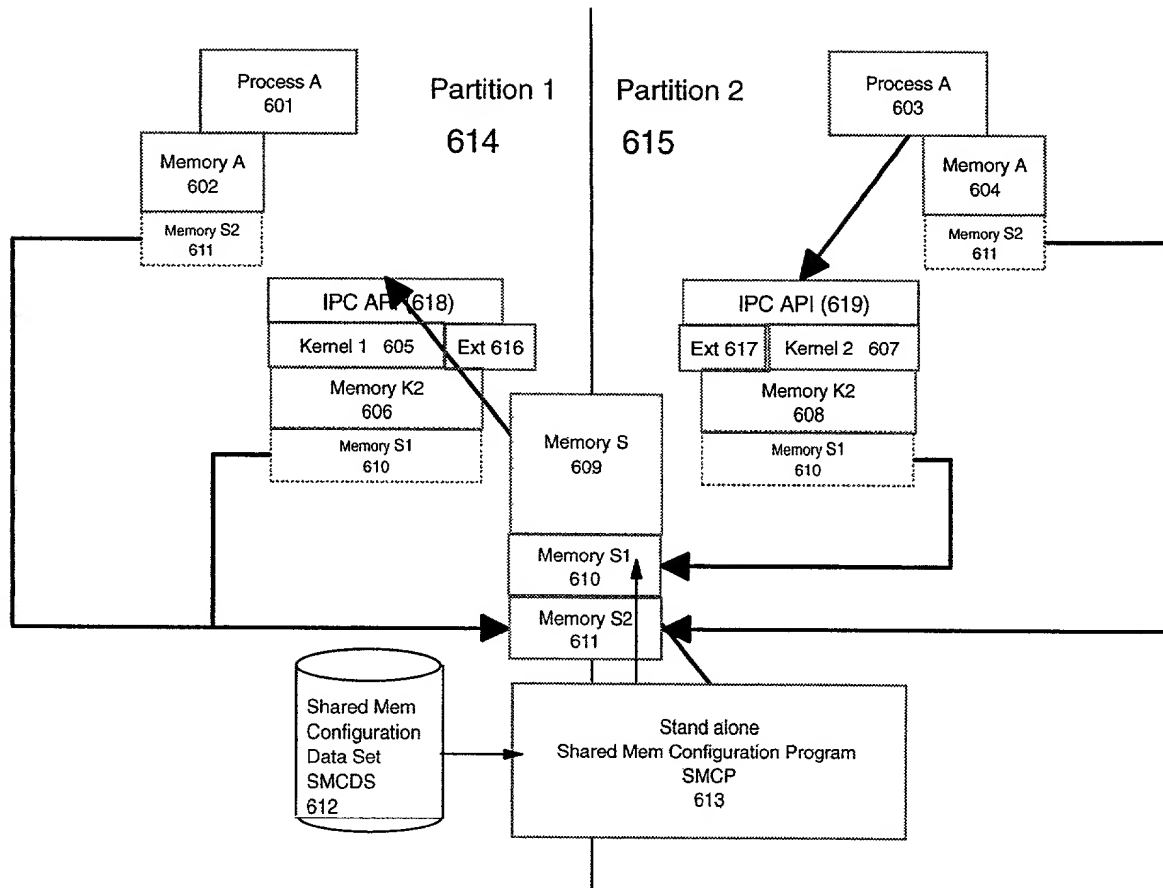 Process A
601
Partition 1
614
Partition 2
615
Process A
603
Memory A
602
Memory S2
611
Memory A
604
Memory S2
611
IPC API (618)
Kernel 1 605
Ext 616
Memory K2
606
Memory S1
610
IPC API (619)
Ext 617
Kernel 2 607
Memory K2
608
Memory S1
610
Memory S
609
Memory S1
610
Memory S2
611
Shared Mem
Configuration
Data Set
SMCDS
612
Stand alone
Shared Mem Configuration Program
SMCP
613